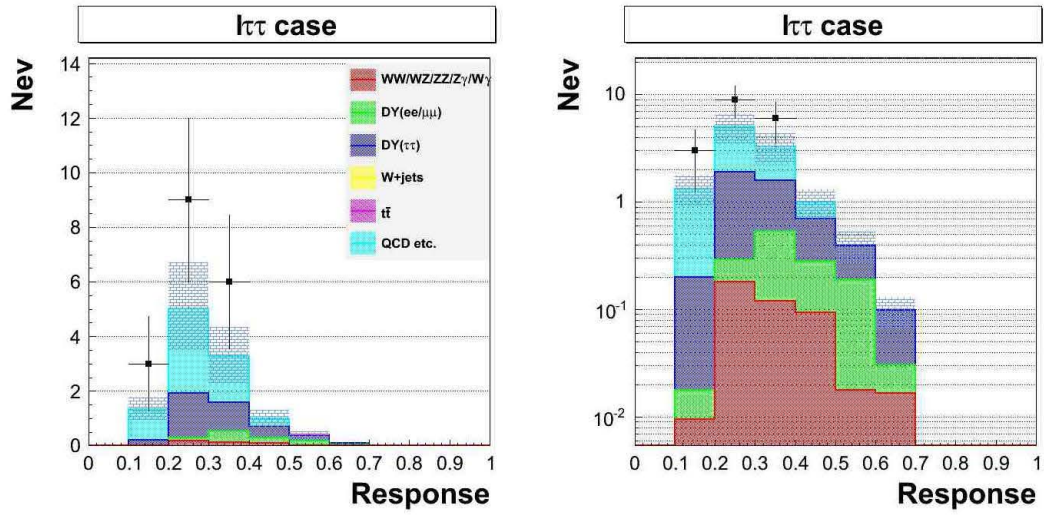 lττ case
Nev
14
12
10
8
6
4
2
0
WW/WZ/ZZ/Zγ/Wγ
DY(ee/μμ)
DY(ττ)
W+jets
tt̄
QCD etc.
0 0.1 0.2 0.3 0.4 0.5 0.6 0.7 0.8 0.9 1
Response
lττ case
Nev
10
1
10⁻¹
10⁻²
0 0.1 0.2 0.3 0.4 0.5 0.6 0.7 0.8 0.9 1
Response